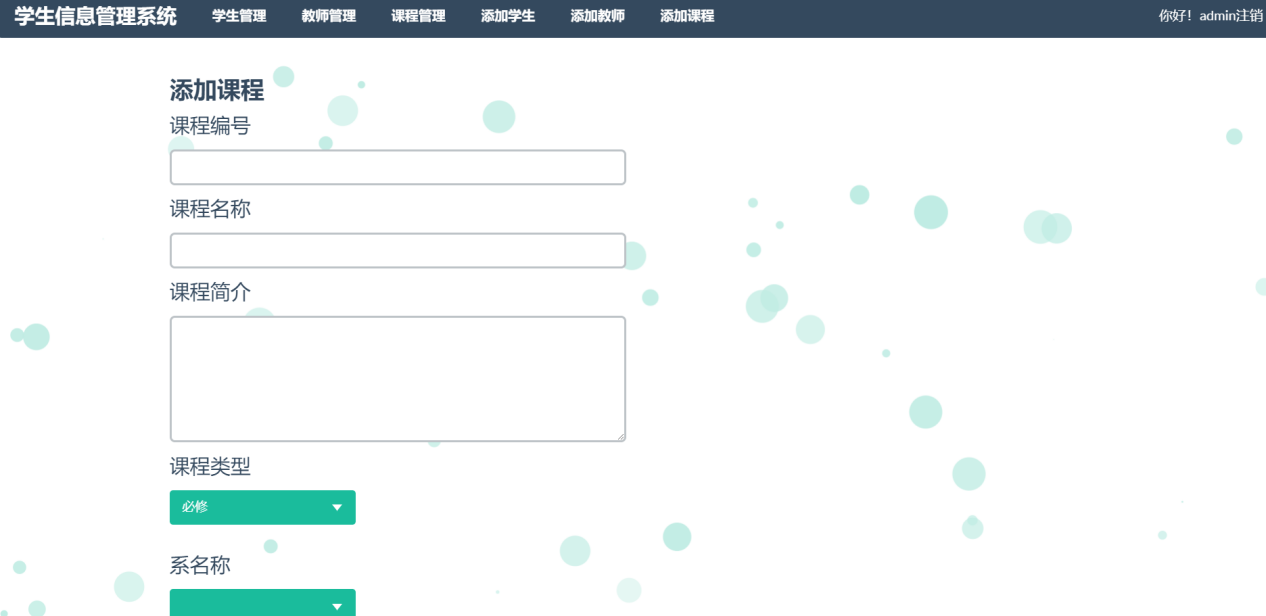 学生信息管理系统 学生管理 教师管理 课程管理 添加学生 添加教师 添加课程 你好！admin注销
添加课程
课程编号
课程名称
课程简介
课程类型
必修
系名称